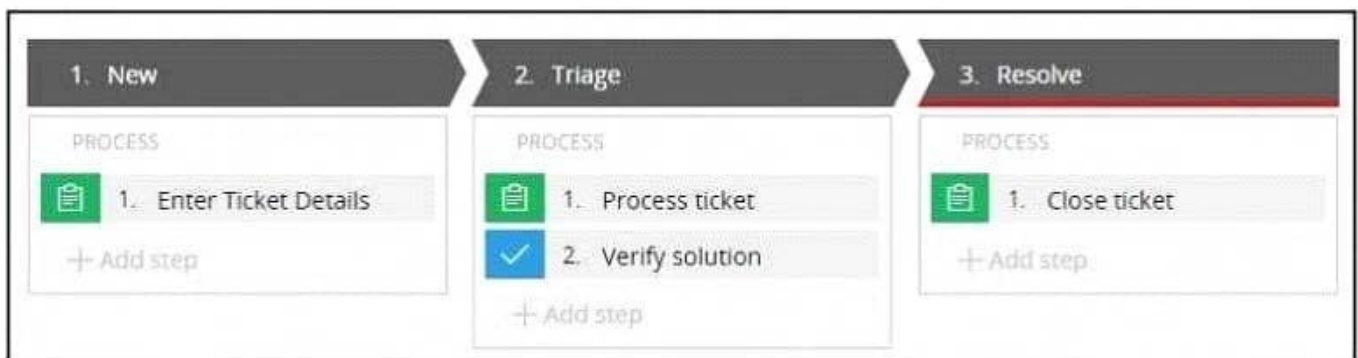 1. New
2. Triage
3. Resolve
PROCESS
1. Enter Ticket Details
+ Add step
PROCESS
1. Process ticket
2. Verify solution
+ Add step
PROCESS
1. Close ticket
+ Add step